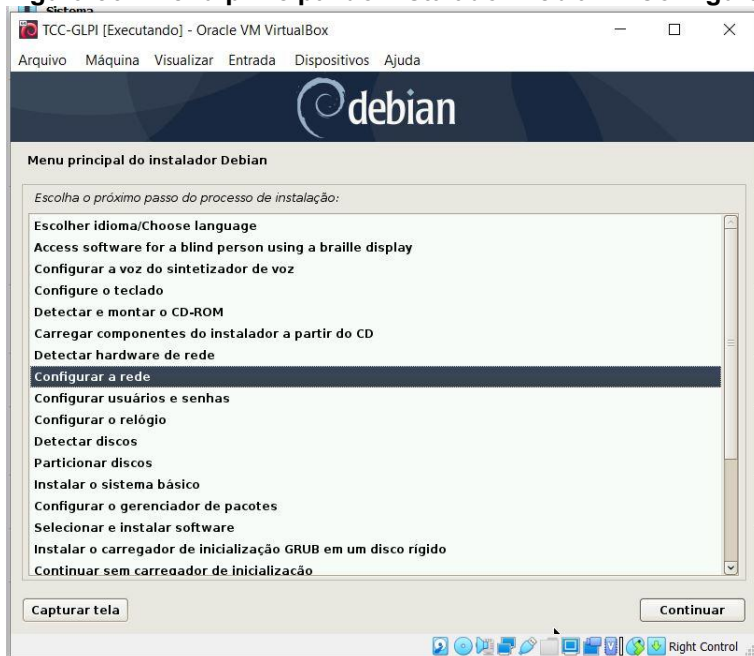 Sistema
TCC-GLPI [Executando] - Oracle VM VirtualBox
Arquivo Máquina Visualizar Entrada Dispositivos Ajuda
debian
Menu principal do instalador Debian
Escolha o próximo passo do processo de instalação:
Escolher idioma/Choose language
Access software for a blind person using a braille display
Configurar a voz do sintetizador de voz
Configure o teclado
Detectar e montar o CD-ROM
Carregar componentes do instalador a partir do CD
Detectar hardware de rede
Configurar a rede
Configurar usuários e senhas
Configurar o relógio
Detectar discos
Particionar discos
Instalar o sistema básico
Configurar o gerenciador de pacotes
Selecionar e instalar software
Instalar o carregador de inicialização GRUB em um disco rígido
Continuar sem carregador de inicialização
Capturar tela Continuar
Right Control